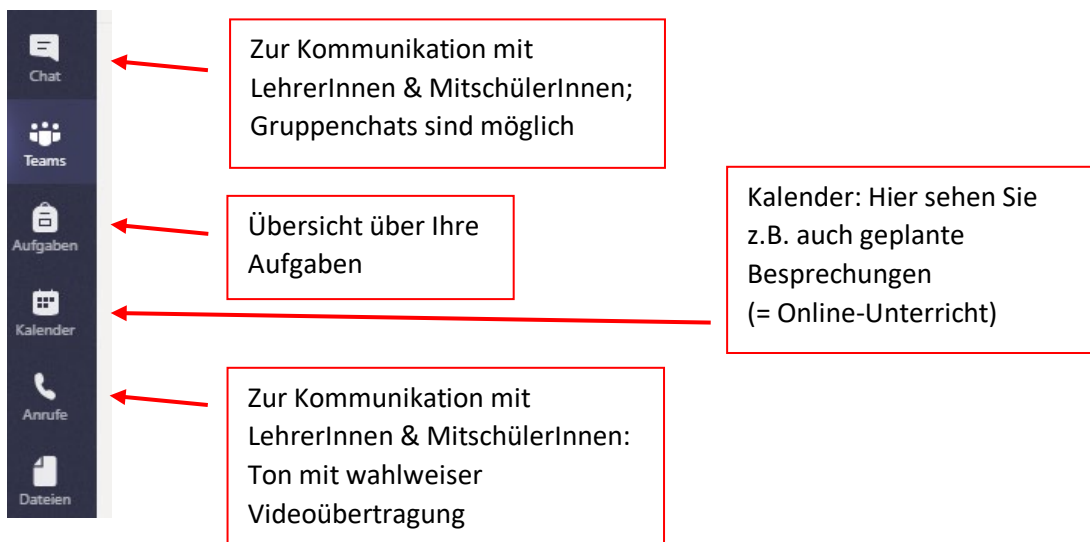 Chat
Zur Kommunikation mit
LehrerInnen & MitschülerInnen;
Gruppenchats sind möglich
Teams
Aufgaben
Übersicht über Ihre
Aufgaben
Kalender
Kalender: Hier sehen Sie
z.B. auch geplante
Besprechungen
(= Online-Unterricht)
Anrufe
Zur Kommunikation mit
LehrerInnen & MitschülerInnen:
Ton mit wahlweiser
Videoübertragung
Dateien